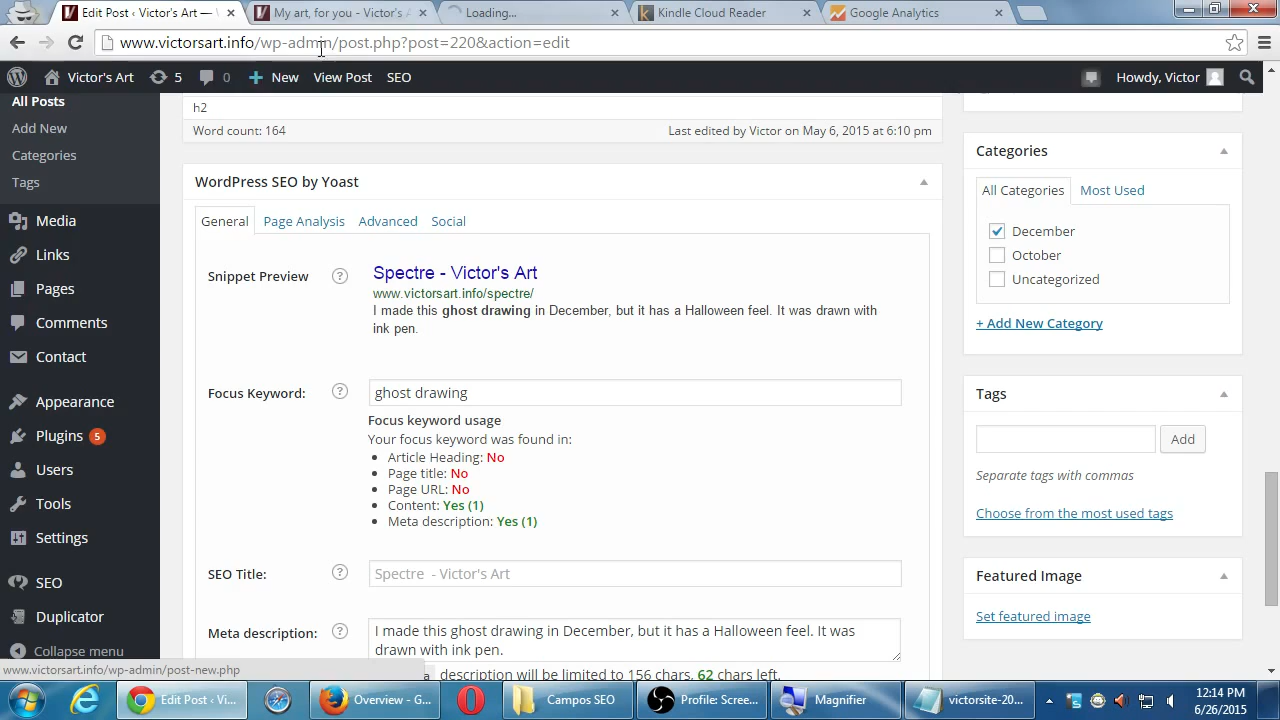 Edit Post ‹ Victor's Art —
My art, for you - Victor's A
Loading...
Kindle Cloud Reader
Google Analytics
www.victorsart.info/wp-admin/post.php?post=220&action=edit
Victor's Art
5
0
New
View Post
SEO
Howdy, Victor
All Posts
Add New
Categories
Tags
Media
Links
Pages
Comments
Contact
Appearance
Plugins 5
Users
Tools
Settings
SEO
Duplicator
Collapse menu
h2
Word count: 164
Last edited by Victor on May 6, 2015 at 6:10 pm
WordPress SEO by Yoast
General
Page Analysis
Advanced
Social
Snippet Preview
?
Spectre - Victor's Art
www.victorsart.info/spectre/
I made this ghost drawing in December, but it has a Halloween feel. It was drawn with
ink pen.
Focus Keyword:
?
ghost drawing
Focus keyword usage
Your focus keyword was found in:
Article Heading: No
Page title: No
Page URL: No
Content: Yes (1)
Meta description: Yes (1)
SEO Title:
?
Spectre - Victor's Art
Meta description:
?
I made this ghost drawing in December, but it has a Halloween feel. It was
drawn with ink pen.
description will be limited to 156 chars, 62 chars left.
Categories
All Categories
Most Used
December
October
Uncategorized
+ Add New Category
Tags
Add
Separate tags with commas
Choose from the most used tags
Featured Image
Set featured image
www.victorsart.info/wp-admin/post-new.php
Edit Post ‹ Vi...
Overview - G...
Campos SEO
Profile: Scree...
Magnifier
victorsite-20...
12:14 PM
6/26/2015